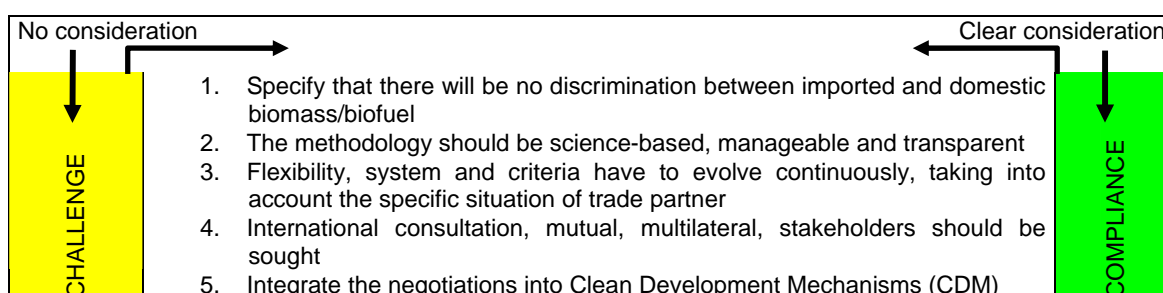 No consideration
Clear consideration
1. Specify that there will be no discrimination between imported and domestic
biomass/biofuel
2. The methodology should be science-based, manageable and transparent
3. Flexibility, system and criteria have to evolve continuously, taking into
account the specific situation of trade partner
4. International consultation, mutual, multilateral, stakeholders should be
sought
5. Integrate the negotiations into Clean Development Mechanisms (CDM)
CHALLENGE
COMPLIANCE